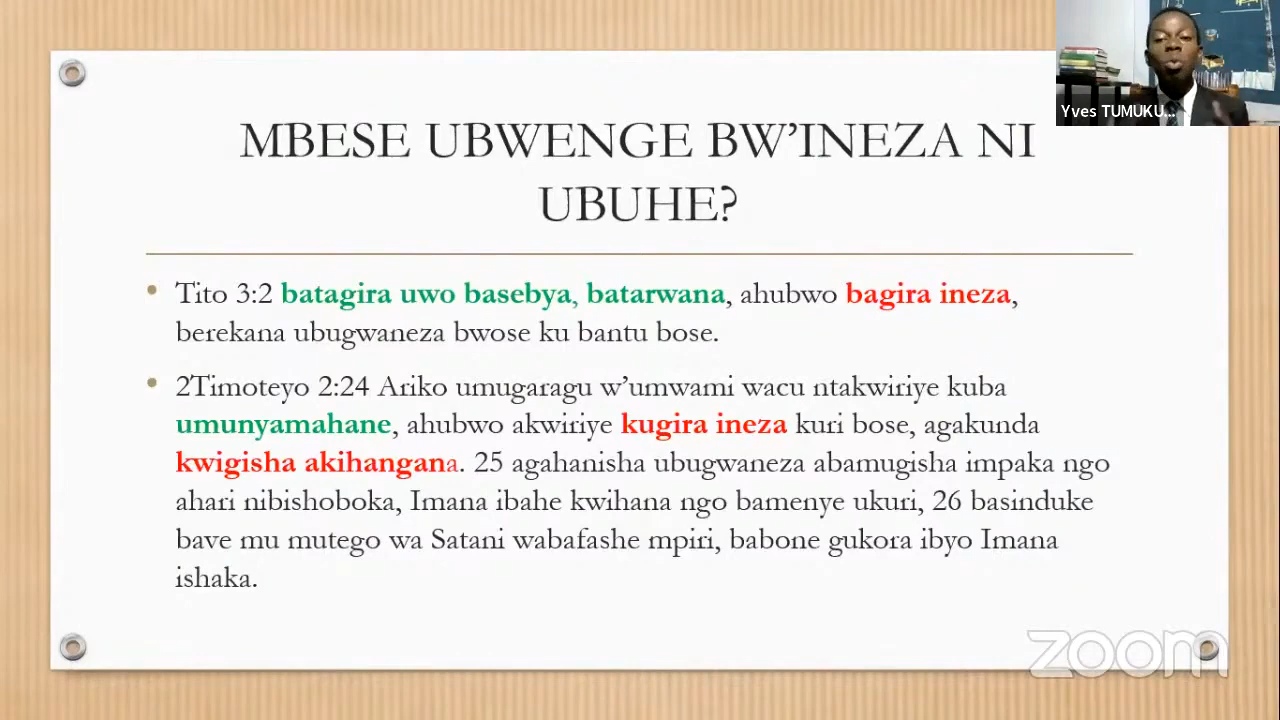 Yves TUMUKU...
MBESE UBWENGE BW’INEZA NI
UBUHE?
• Tito 3:2 batagira uwo basebya, batarwana, ahubwo bagira ineza,
berekana ubugwaneza bwose ku bantu bose.
• 2Timoteyo 2:24 Ariko umugaragu w’umwami wacu ntakwiriye kuba
umunyamahane, ahubwo akwiriye kugira ineza kuri bose, agakunda
kwigisha akihangana. 25 agahanisha ubugwaneza abamugisha impaka ngo
ahari nibishoboka, Imana ibahe kwihana ngo bamenye ukuri, 26 basinduke
bave mu mutego wa Satani wabafashe mpiri, babone gukora ibyo Imana
ishaka.
zoom